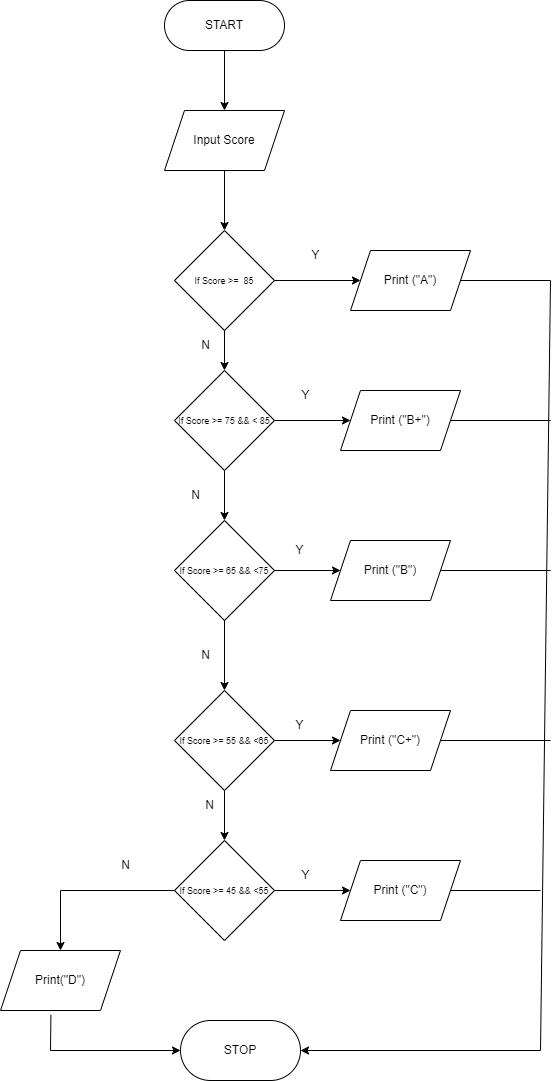 START
Input Score
If Score >=  85
Y
Print ("A")
N
If Score >= 75 && < 85
Y
Print ("B+")
N
If Score >= 65 && <75
Y
Print ("B")
N
If Score >= 55 && <65
Y
Print ("C+")
N
If Score >= 45 && <55
Y
Print ("C")
N
Print("D")
STOP